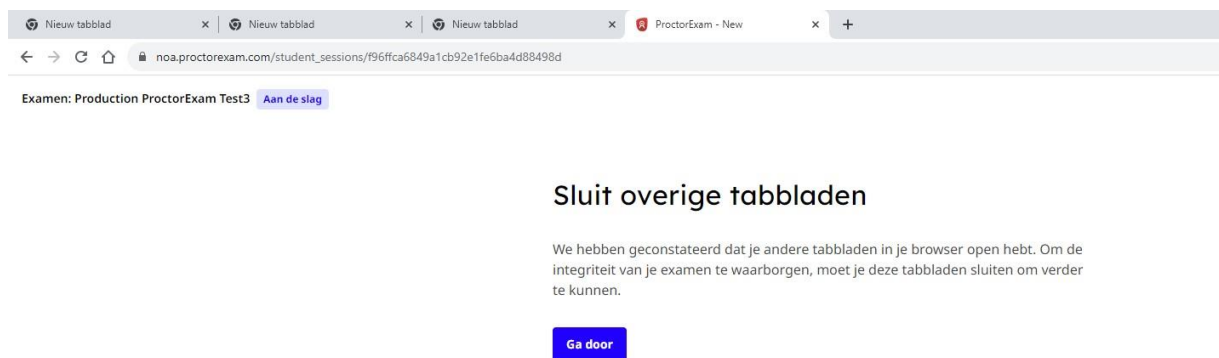 Nieuw tabblad Nieuw tabblad Nieuw tabblad ProctorExam - New
noa.proctorexam.com/student_sessions/f96ffca6849a1cb92e1fe6ba4d88498d
Examen: Production ProctorExam Test3 Aan de slag
Sluit overige tabbladen
We hebben geconstateerd dat je andere tabbladen in je browser open hebt. Om de
integriteit van je examen te waarborgen, moet je deze tabbladen sluiten om verder
te kunnen.
Ga door